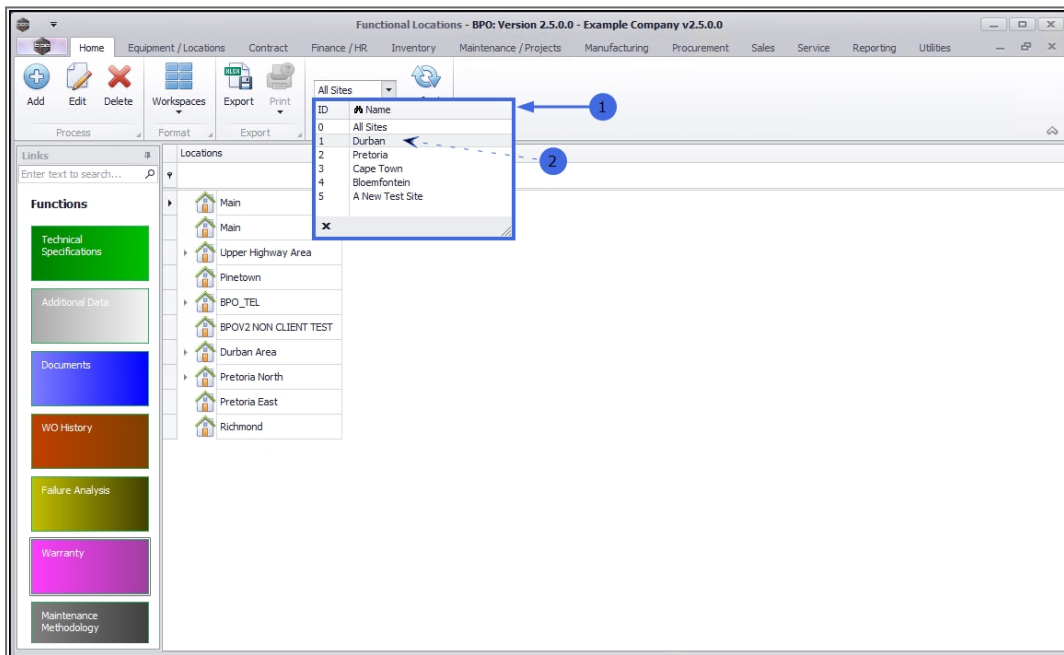 Functional Locations - BPO: Version 2.5.0.0 - Example Company v2.5.0.0
Home Equipment / Locations Contract Finance / HR Inventory Maintenance / Projects Manufacturing Procurement Sales Service Reporting Utilities
Add Edit Delete Workspaces Export Print
XLSX
All Sites
Process Format Export
ID Name
0 All Sites
1 Durban
2 Pretoria
3 Cape Town
4 Bloemfontein
5 A New Test Site
1
2
Links
Enter text to search...
Functions
Technical
Specifications
Additional Data
Documents
WO History
Failure Analysis
Warranty
Maintenance
Methodology
Locations
Main
Main
Upper Highway Area
Pinetown
BPO_TEL
BPOV2 NON CLIENT TEST
Durban Area
Pretoria North
Pretoria East
Richmond